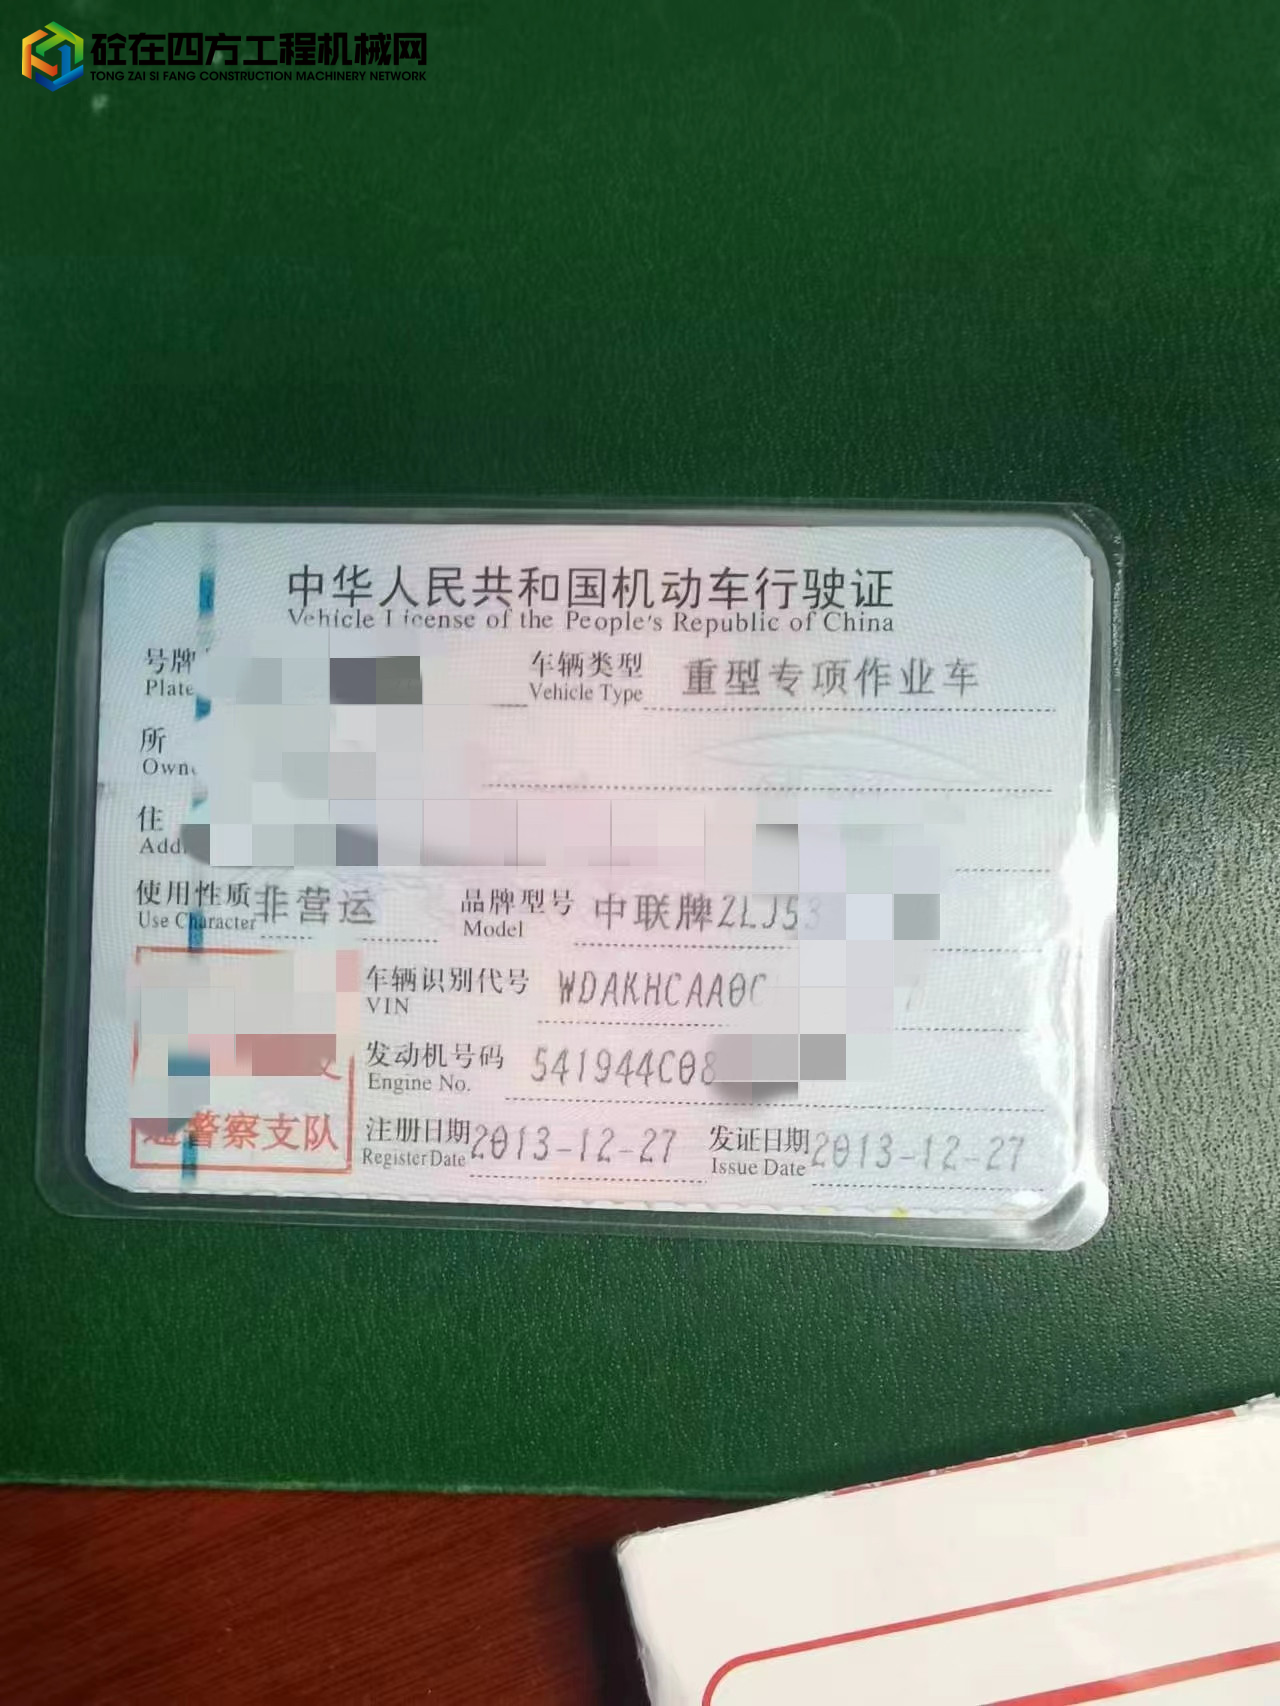 砼在四方工程机械网
TONG ZAI SI FANG CONSTRUCTION MACHINERY NETWORK
中华人民共和国机动车行驶证
Vehicle License of the People's Republic of China
号牌
Plate
车辆类型 重型专项作业车
Vehicle Type
所
住
使用性质 非营运
Use Character
品牌型号 中联牌ZLJ53
Model
车辆识别代号 WDAKHCAA0C
VIN
发动机号码 541944C08
Engine No.
警察支队
注册日期 2013-12-27
Register Date
发证日期 2013-12-27
Issue Date